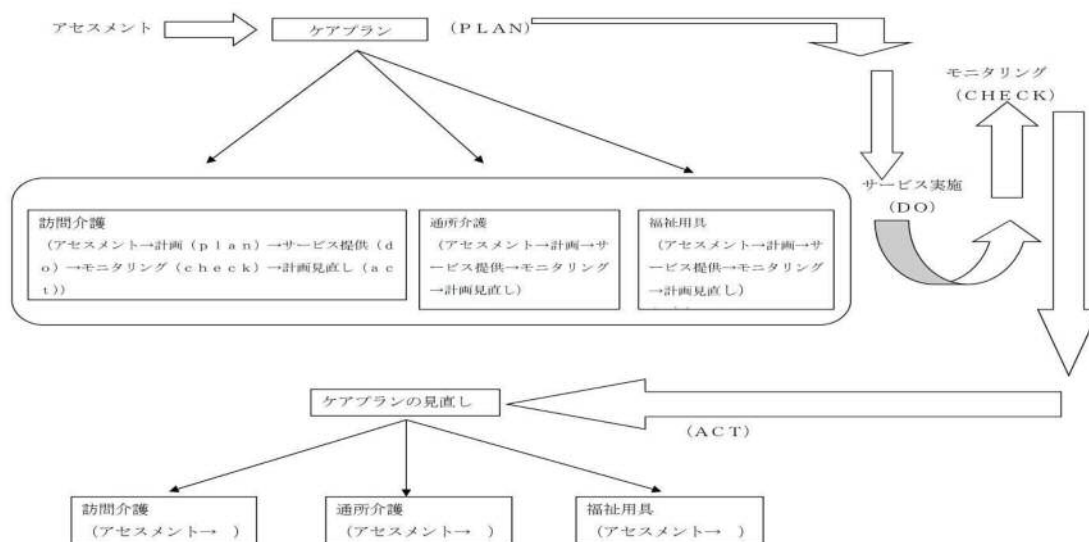 アセスメント
ケアプラン
（ＰＬＡＮ）
モニタリング
（ＣＨＥＣＫ）
サービス実施
（ＤＯ）
訪問介護
（アセスメント→計画（ｐｌａｎ）→サービス提供（ｄ
ｏ）→モニタリング（ｃｈｅｃｋ）→計画見直し（ａｃ
ｔ））
通所介護
（アセスメント→計画→サ
ービス提供→モニタリング
→計画見直し）
福祉用具
（アセスメント→計画→サ
ービス提供→モニタリング
→計画見直し）
ケアプランの見直し
（ＡＣＴ）
訪問介護
（アセスメント→　）
通所介護
（アセスメント→　）
福祉用具
（アセスメント→　）